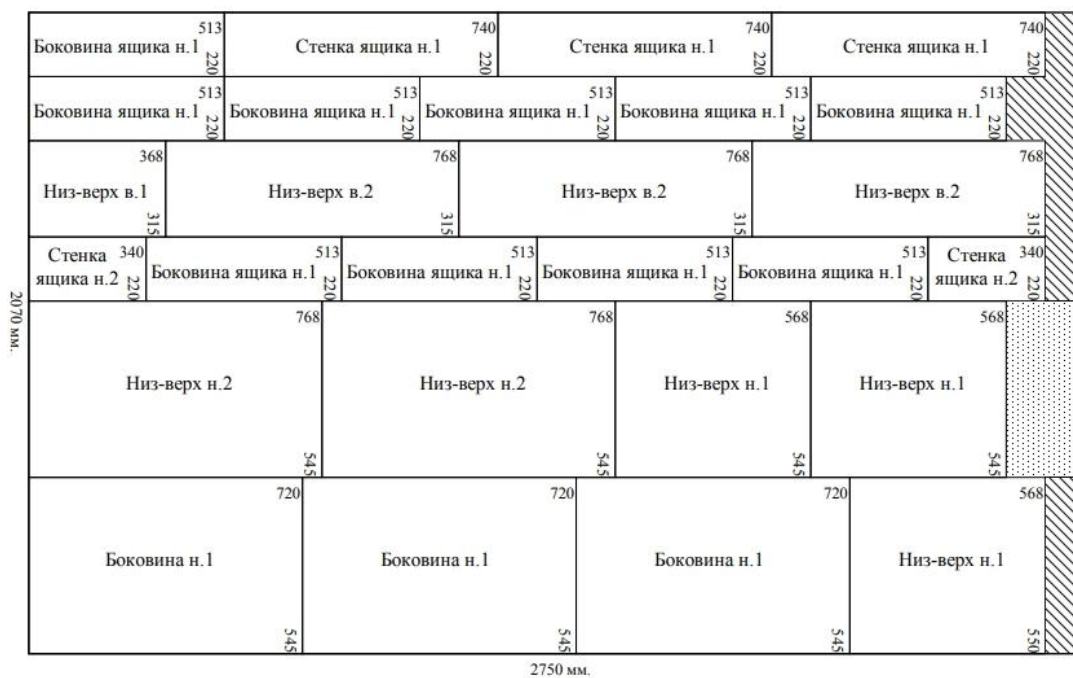 513
Боковина ящика н.1
220
740
Стенка ящика н.1
220
740
Стенка ящика н.1
220
740
Стенка ящика н.1
220
513
Боковина ящика н.1
220
513
Боковина ящика н.1
220
513
Боковина ящика н.1
220
513
Боковина ящика н.1
220
513
Боковина ящика н.1
220
368
Низ-верх в.1
315
768
Низ-верх в.2
315
768
Низ-верх в.2
315
768
Низ-верх в.2
315
Стенка 340
ящика н.2
220
513
Боковина ящика н.1
220
513
Боковина ящика н.1
220
513
Боковина ящика н.1
220
513
Боковина ящика н.1
220
Стенка 340
ящика н.2
220
2070 мм.
768
Низ-верх н.2
545
768
Низ-верх н.2
545
568
Низ-верх н.1
545
568
Низ-верх н.1
545
720
Боковина н.1
545
720
Боковина н.1
545
720
Боковина н.1
545
568
Низ-верх н.1
550
2750 мм.